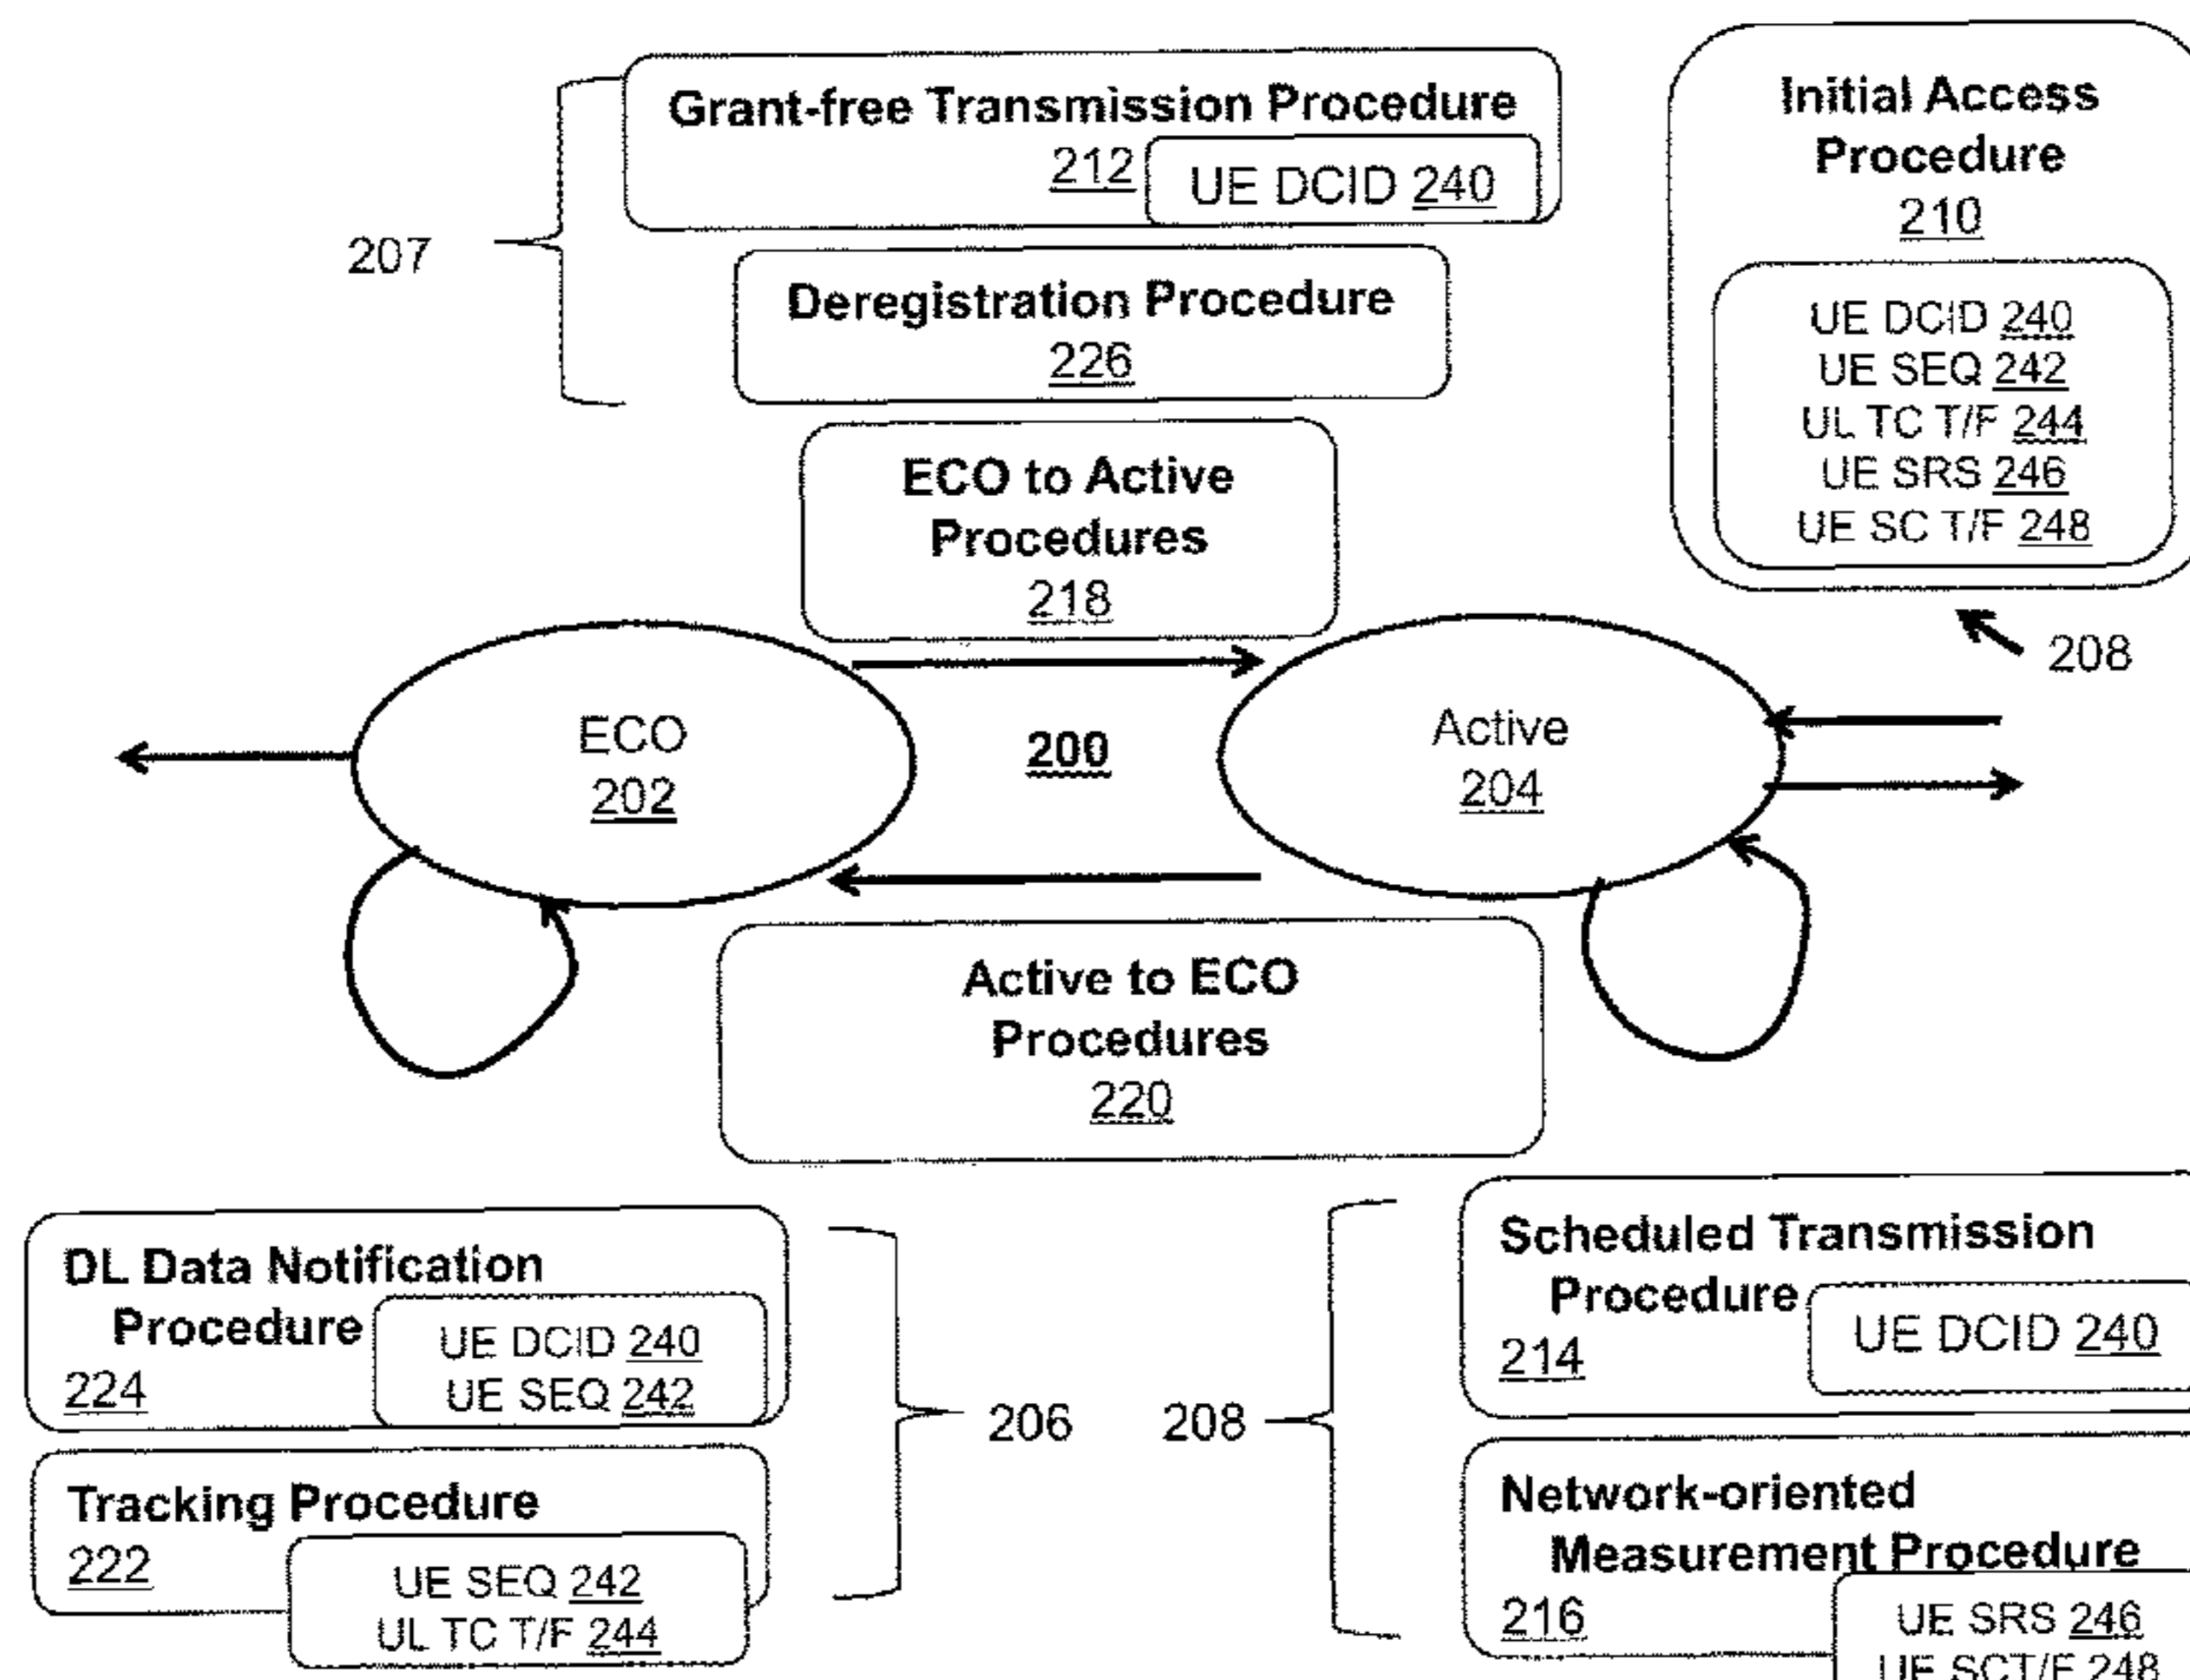 Grant-free Transmission Procedure
212
UE DCID 240
207
Deregistration Procedure
226
Initial Access
Procedure
210
UE DCID 240
UE SEQ 242
UL TC T/F 244
UE SRS 246
UE SC T/F 248
208
ECO to Active
Procedures
218
ECO
202
200
Active
204
Active to ECO
Procedures
220
DL Data Notification
Procedure
224
UE DCID 240
UE SEQ 242
Tracking Procedure
222
UE SEQ 242
UL TC T/F 244
206
208
Scheduled Transmission
Procedure
214
UE DCID 240
Network-oriented
Measurement Procedure
216
UE SRS 246
UE SCT/F 248